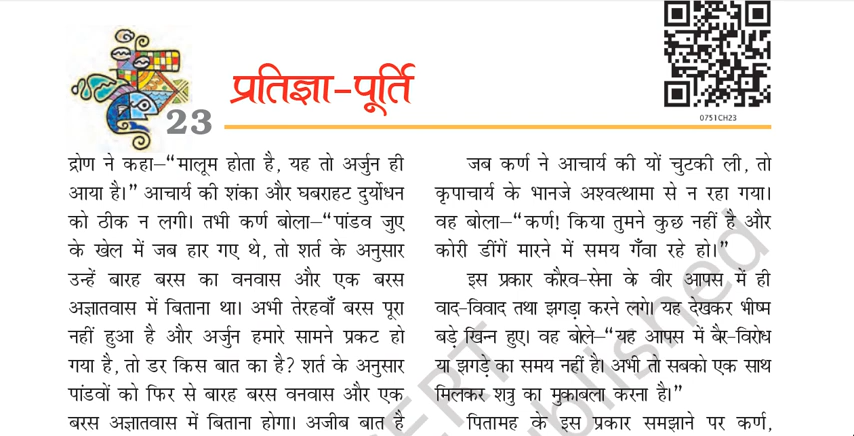 23
प्रतिज्ञा-पूर्ति
0751CH23
द्रोण ने कहा—“मालूम होता है, यह तो अर्जुन ही
आया है।” आचार्य की शंका और घबराहट दुर्योधन
को ठीक न लगी। तभी कर्ण बोला—“पांडव जुए
के खेल में जब हार गए थे, तो शर्त के अनुसार
उन्हें बारह बरस का वनवास और एक बरस
अज्ञातवास में बिताना था। अभी तेरहवाँ बरस पूरा
नहीं हुआ है और अर्जुन हमारे सामने प्रकट हो
गया है, तो डर किस बात का है? शर्त के अनुसार
पांडवों को फिर से बारह बरस वनवास और एक
बरस अज्ञातवास में बिताना होगा। अजीब बात है
जब कर्ण ने आचार्य की यों चुटकी ली, तो
कृपाचार्य के भानजे अश्वत्थामा से न रहा गया।
वह बोला—“कर्ण! किया तुमने कुछ नहीं है और
कोरी डींगें मारने में समय गँवा रहे हो।”
इस प्रकार कौरव-सेना के वीर आपस में ही
वाद-विवाद तथा झगड़ा करने लगे। यह देखकर भीष्म
बड़े खिन्न हुए। वह बोले—“यह आपस में बैर-विरोध
या झगड़े का समय नहीं है। अभी तो सबको एक साथ
मिलकर शत्रु का मुकाबला करना है।”
पितामह के इस प्रकार समझाने पर कर्ण,